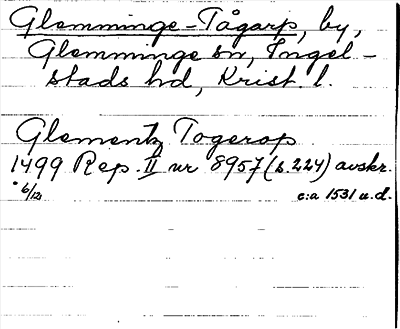 Glemminge-Tågarp, by,
Glemminge sn, Ingel-
stads hd, Krist. l.
Glementz Togerop
1499 Rep. II nr 8957 (s. 224) avskr.
6/12 c:a 1531 u.d.